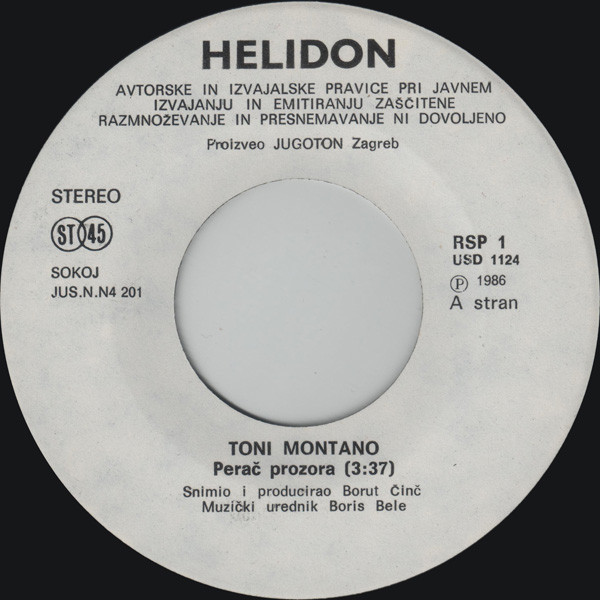 HELIDON
AVTORSKE IN IZVAJALSKE PRAVICE PRI JAVNEM
IZVAJANJU IN EMITIRANJU ZAŠČITENE
RAZMNOŽEVANJE IN PRESNEMAVANJE NI DOVOLJENO
Proizveo JUGOTON Zagreb
STEREO
ST 45
SOKOJ
JUS.N.N4 201
RSP 1
USD 1124
Ⓟ 1986
A stran
TONI MONTANO
Perač prozora (3:37)
Snimio i producirao Borut Činč
Muzički urednik Boris Bele